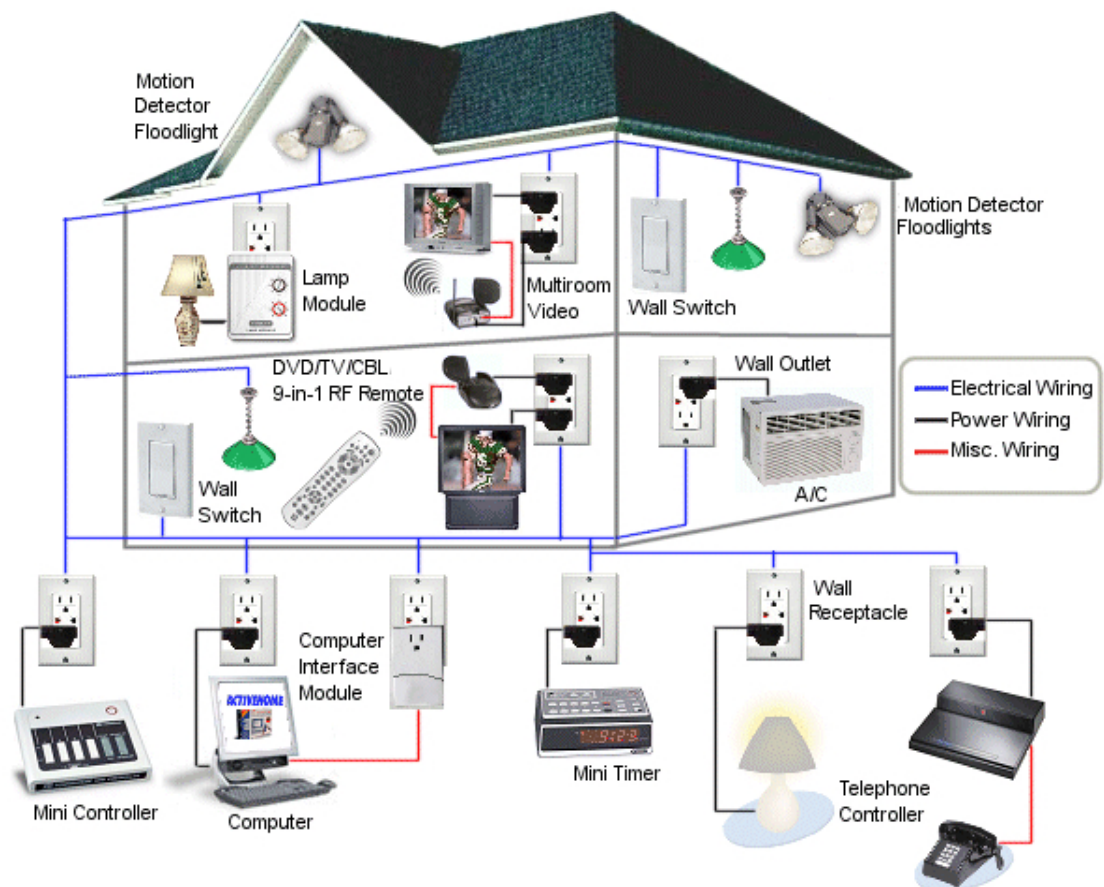 Motion
Detector
Floodlight
Motion Detector
Floodlights
Lamp
Module
Multiroom
Video
Wall Switch
DVD/TV/CBL
9-in-1 RF Remote
Wall Outlet
Electrical Wiring
Power Wiring
Misc. Wiring
Wall
Switch
A/C
Wall
Receptacle
Computer
Interface
Module
ACTIVEHOME
Mini Controller
Computer
Mini Timer
Telephone
Controller